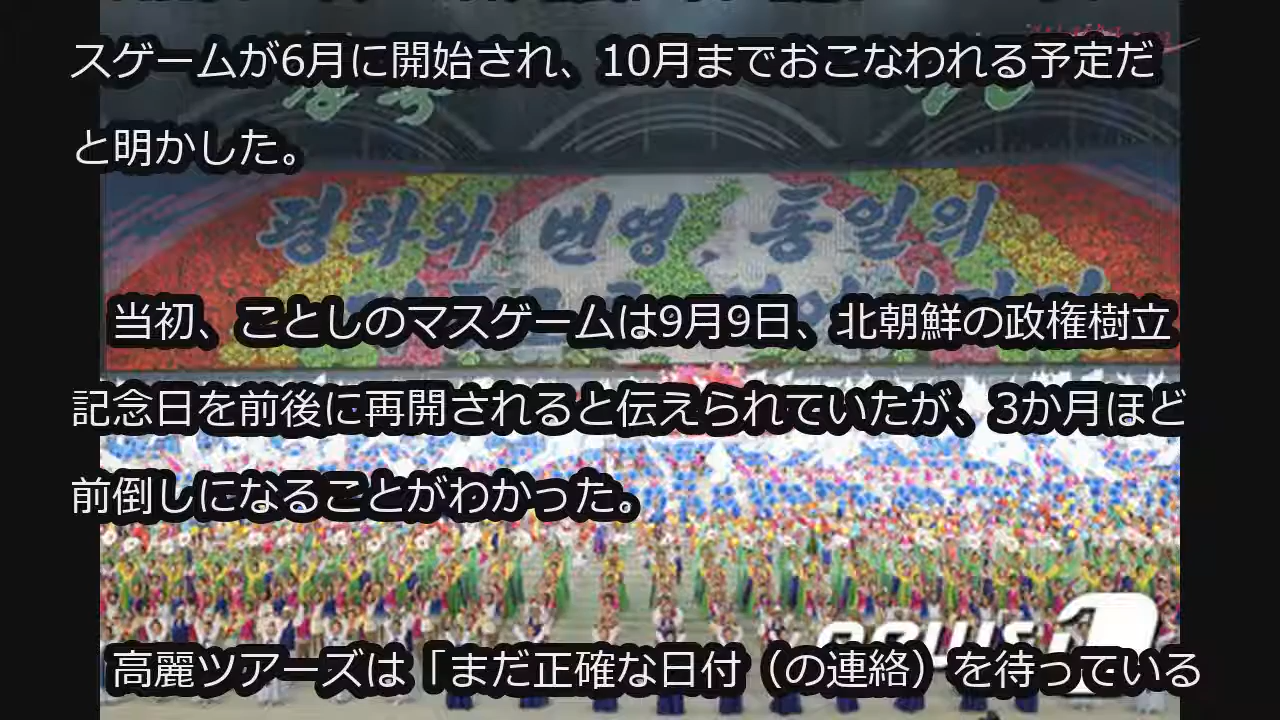 スゲームが6月に開始され、10月までおこなわれる予定だ
と明かした。
평화와 번영, 통일의
当初、ことしのマスゲームは9月9日、北朝鮮の政権樹立
記念日を前後に再開されると伝えられていたが、3か月ほど
前倒しになることがわかった。
news1
高麗ツアーズは「まだ正確な日付（の連絡）を待っている